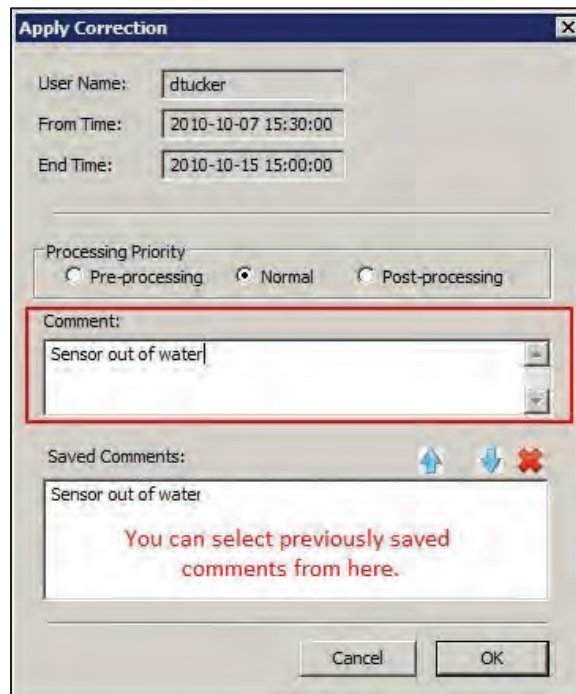 Apply Correction
User Name: dtucker
From Time: 2010-10-07 15:30:00
End Time: 2010-10-15 15:00:00
Processing Priority
Pre-processing Normal Post-processing
Comment:
Sensor out of water
Saved Comments:
Sensor out of water
You can select previously saved
comments from here.
Cancel OK